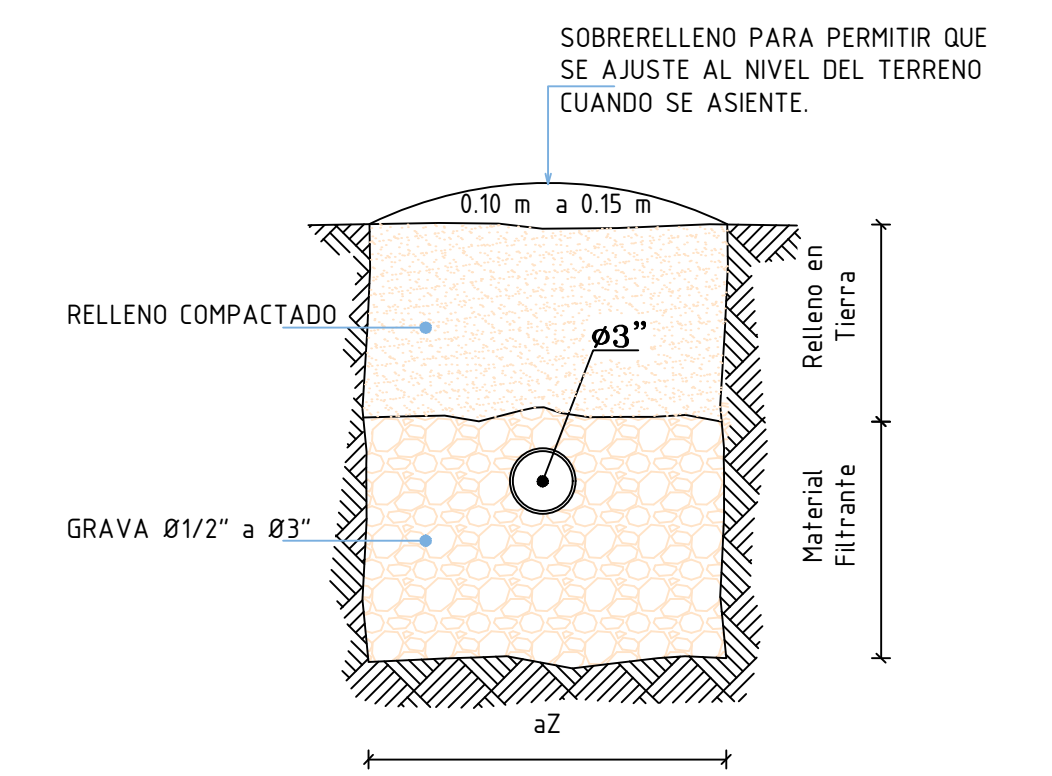 SOBRERELLENO PARA PERMITIR QUE
SE AJUSTE AL NIVEL DEL TERRENO
CUANDO SE ASIENTE.
0.10 m a 0.15 m
RELLENO COMPACTADO
ø3”
Relleno en
Tierra
GRAVA Ø1/2" a Ø3"
Material
Filtrante
aZ